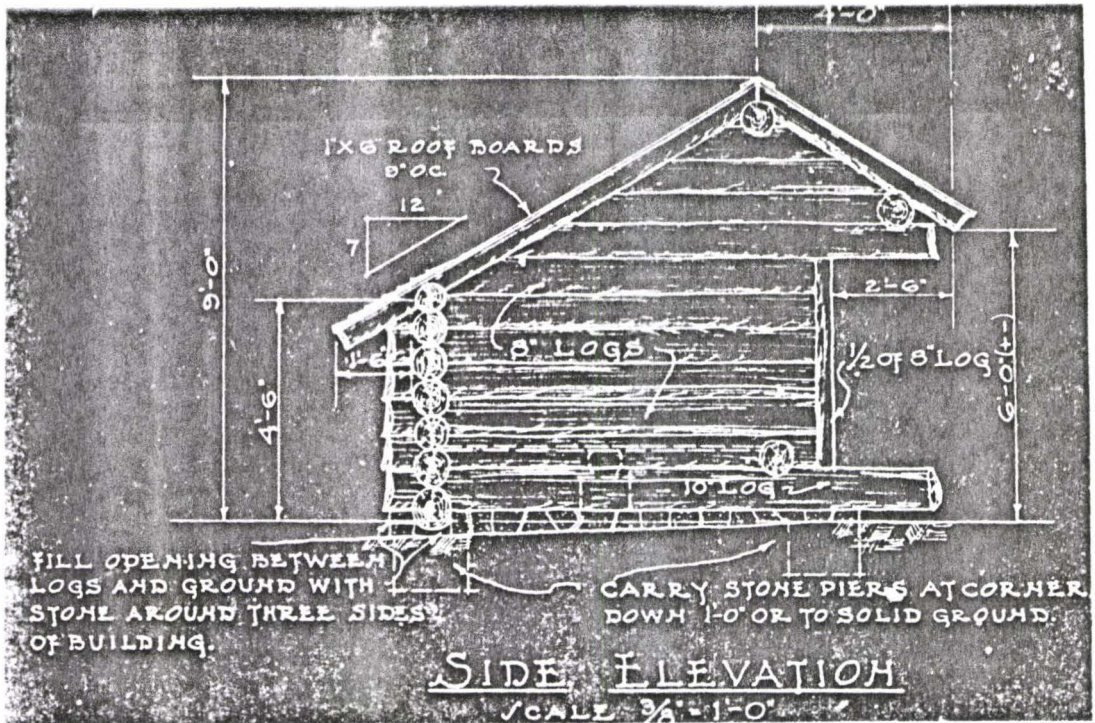 4'-0"
1"X6" ROOF BOARDS
9" O.C.
12
7
9'-0"
2'-6"
8" LOGS
1/2 OF 8" LOG
6'-0"(+-)
1'-6"
4'-6"
10" LOG
FILL OPENING BETWEEN
LOGS AND GROUND WITH
STONE AROUND THREE SIDES
OF BUILDING.
CARRY STONE PIERS AT CORNER
DOWN 1'-0" OR TO SOLID GROUND.
SIDE ELEVATION
SCALE 3/8" = 1'-0"